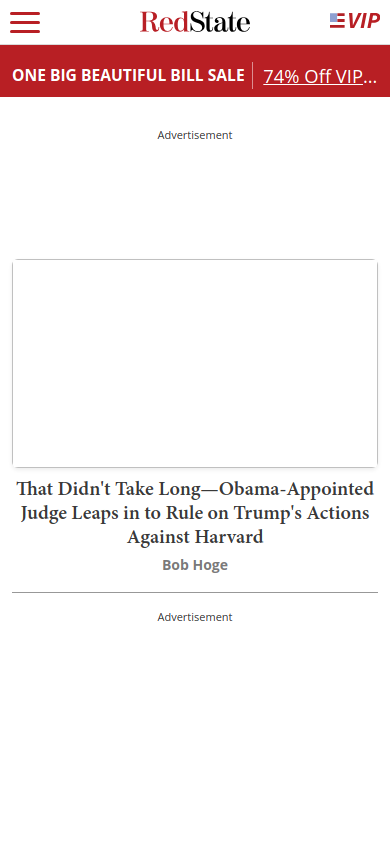 RedState
VIP
ONE BIG BEAUTIFUL BILL SALE
74% Off VIP...
Advertisement
That Didn't Take Long—Obama-Appointed
Judge Leaps in to Rule on Trump's Actions
Against Harvard
Bob Hoge
Advertisement